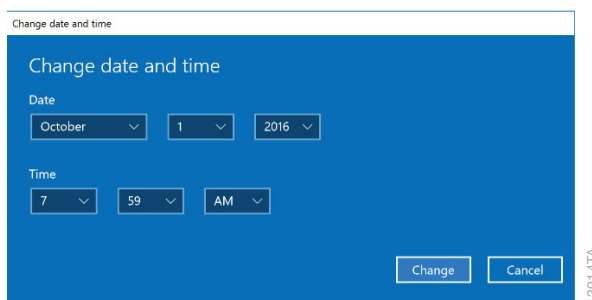 Change date and time
Change date and time
Date
October 1 2016
Time
7 59 AM
Change Cancel